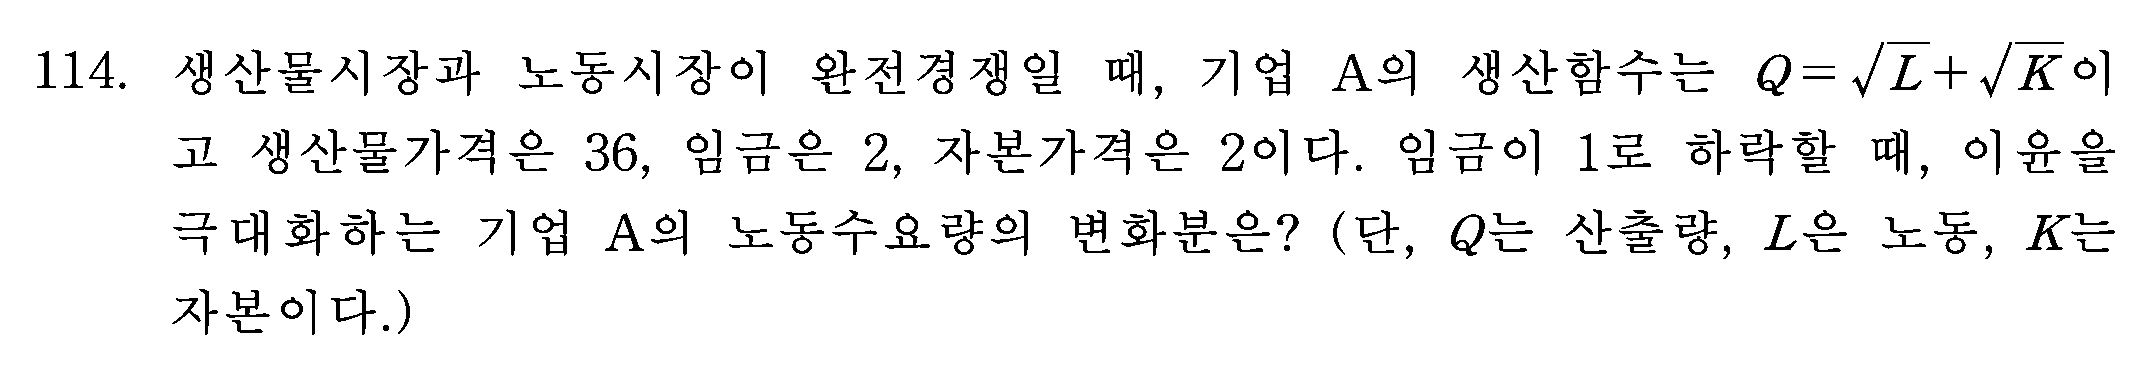 114. 생산물시장과 노동시장이 완전경쟁일 때, 기업 A의 생산함수는 Q=√L+√K이
고 생산물가격은 36, 임금은 2, 자본가격은 2이다. 임금이 1로 하락할 때, 이윤을
극대화하는 기업 A의 노동수요량의 변화분은? (단, Q는 산출량, L은 노동, K는
자본이다.)